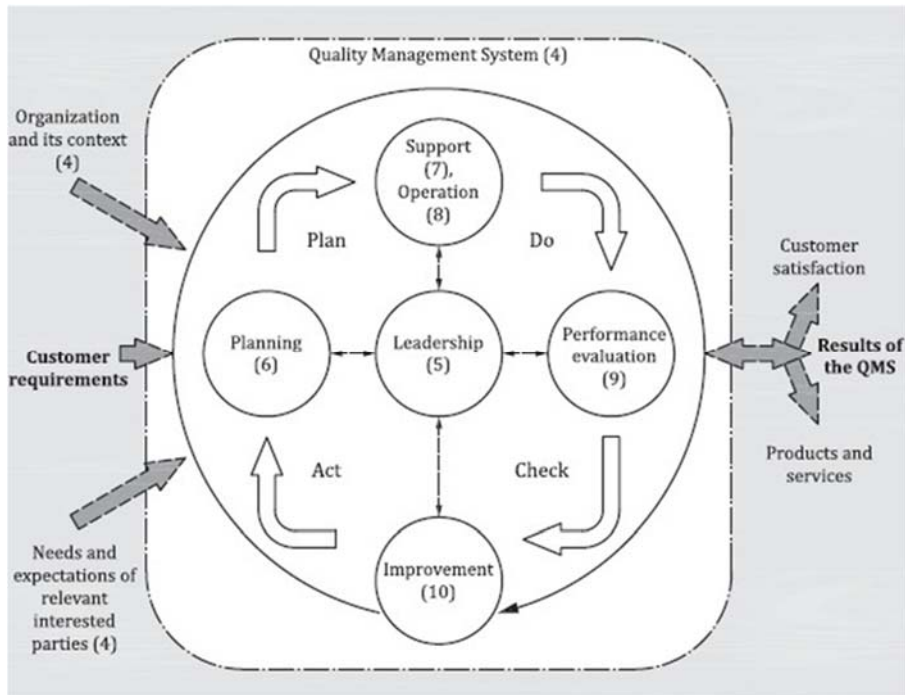 Quality Management System (4)
Organization
and its context
(4)
Support
(7),
Operation
(8)
Plan
Do
Customer
satisfaction
Customer
requirements
Planning
(6)
Leadership
(5)
Performance
evaluation
(9)
Results of
the QMS
Act
Check
Products and
services
Needs and
expectations of
relevant
interested
parties (4)
Improvement
(10)